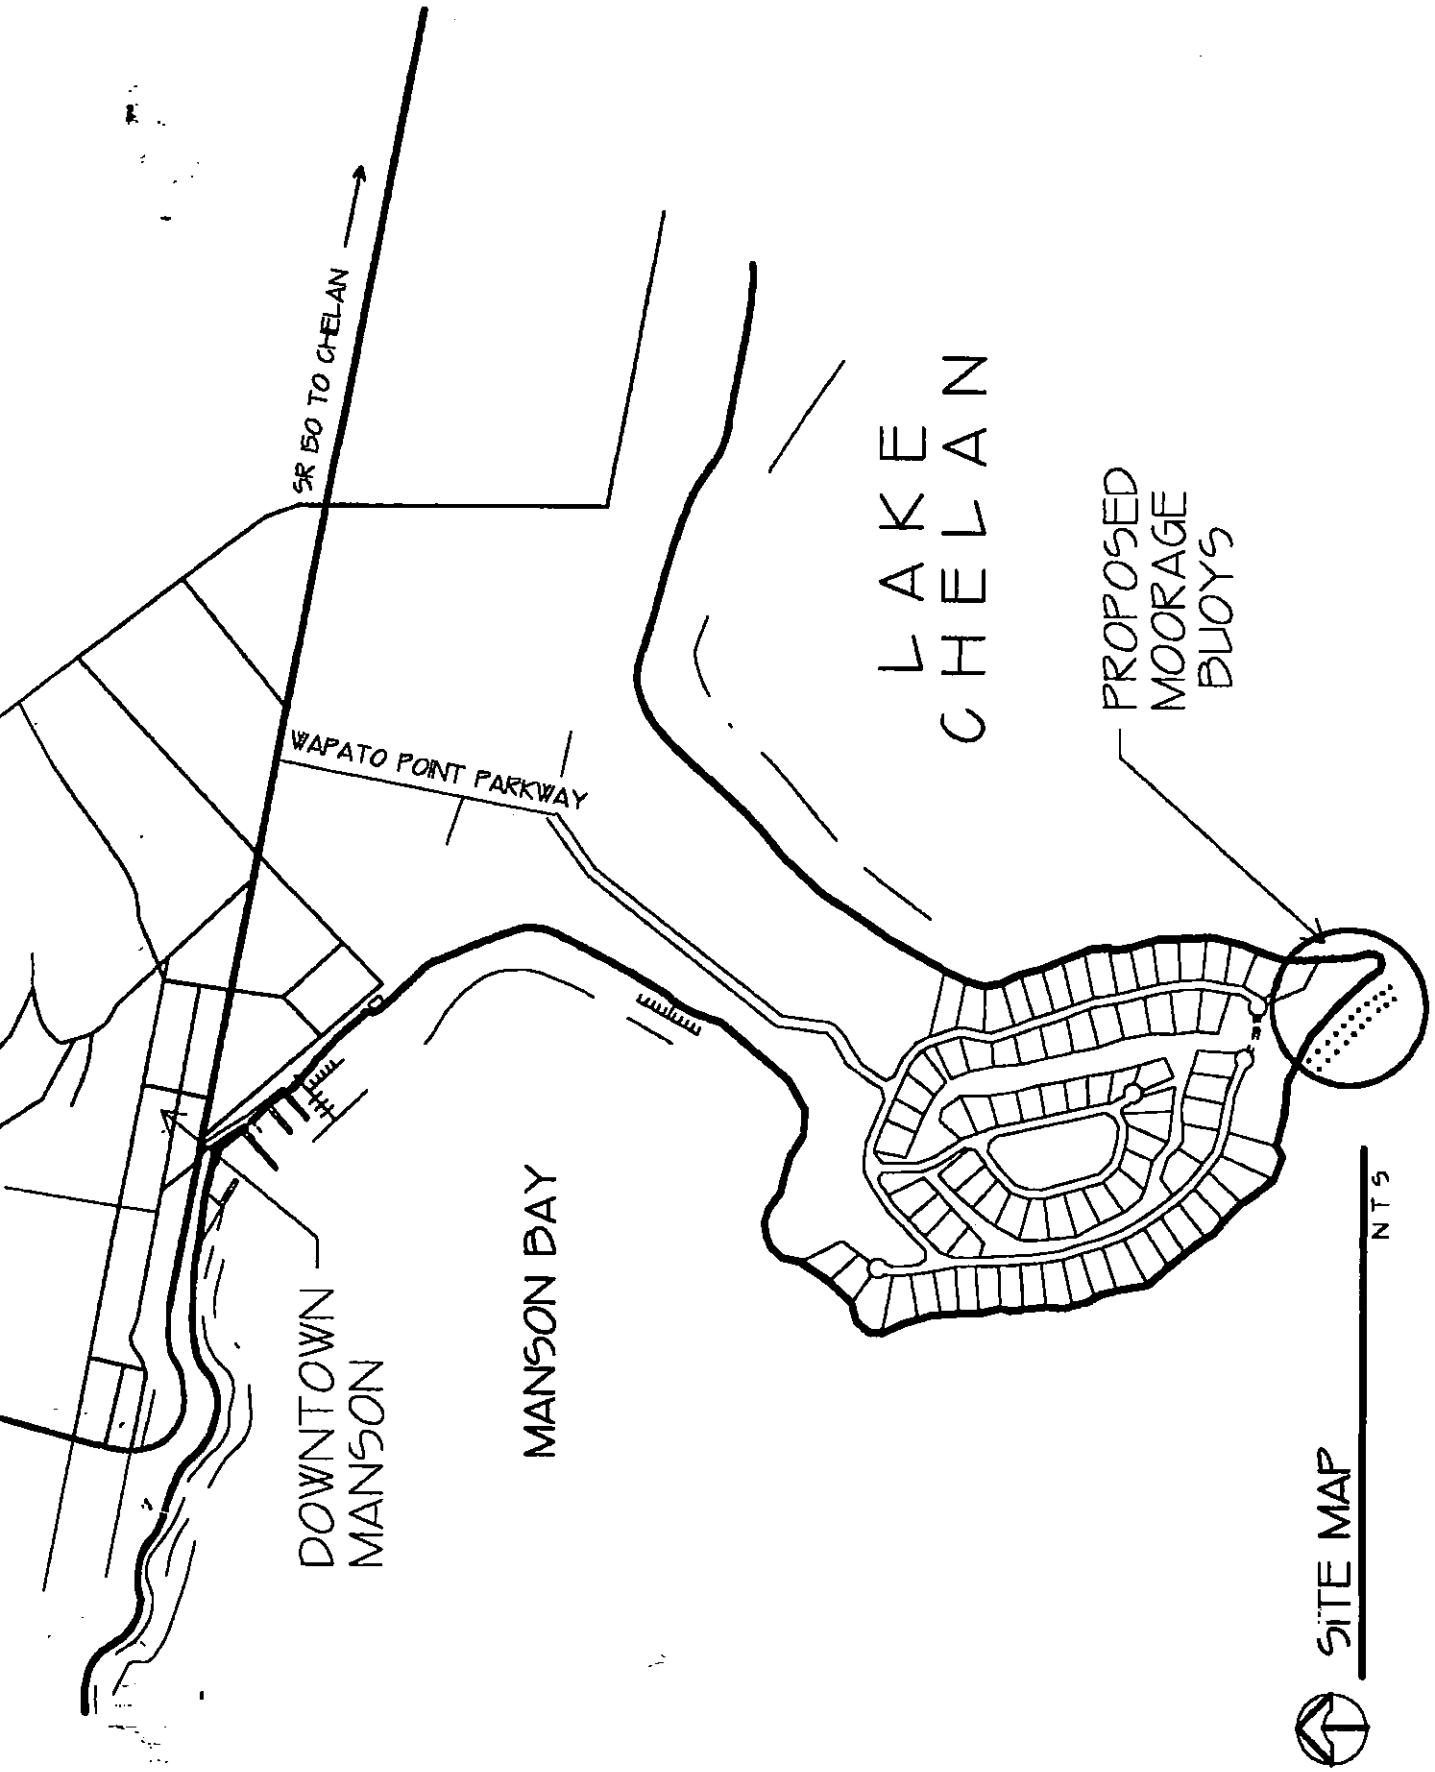 SR 150 TO CHELAN
WAPATO POINT PARKWAY
LAKE
CHELAN
PROPOSED
MOORAGE
BUOYS
DOWNTOWN
MANSON
MANSON BAY
SITE MAP
NTS